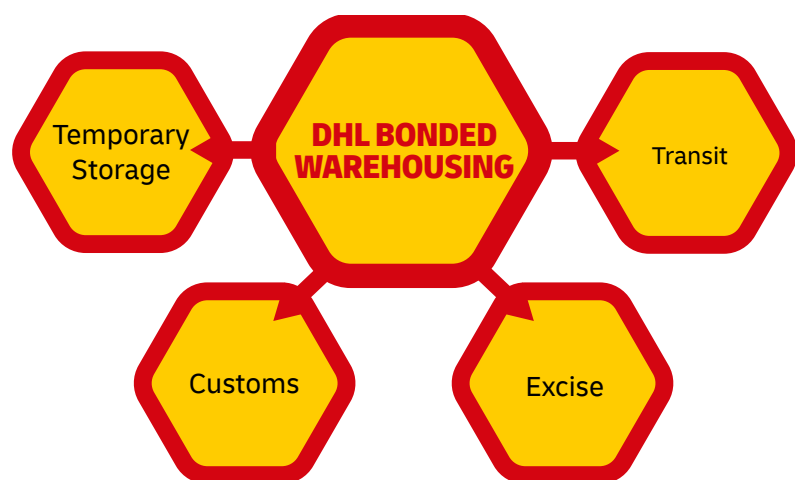 DHL BONDED
WAREHOUSING
Temporary
Storage
Transit
Customs
Excise